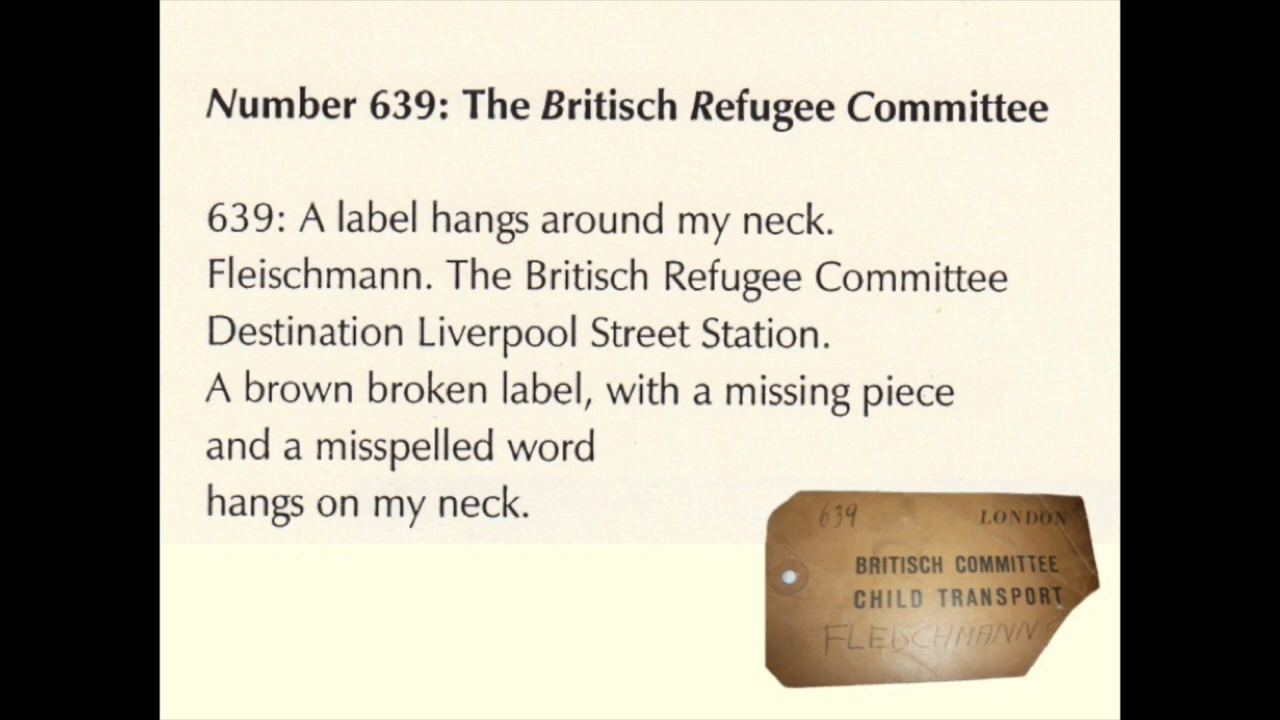 Number 639: The Britisch Refugee Committee
639: A label hangs around my neck.
Fleischmann. The Britisch Refugee Committee
Destination Liverpool Street Station.
A brown broken label, with a missing piece
and a misspelled word
hangs on my neck.
639
LONDON
BRITISCH COMMITTEE
CHILD TRANSPORT
FLEISCHMANN S